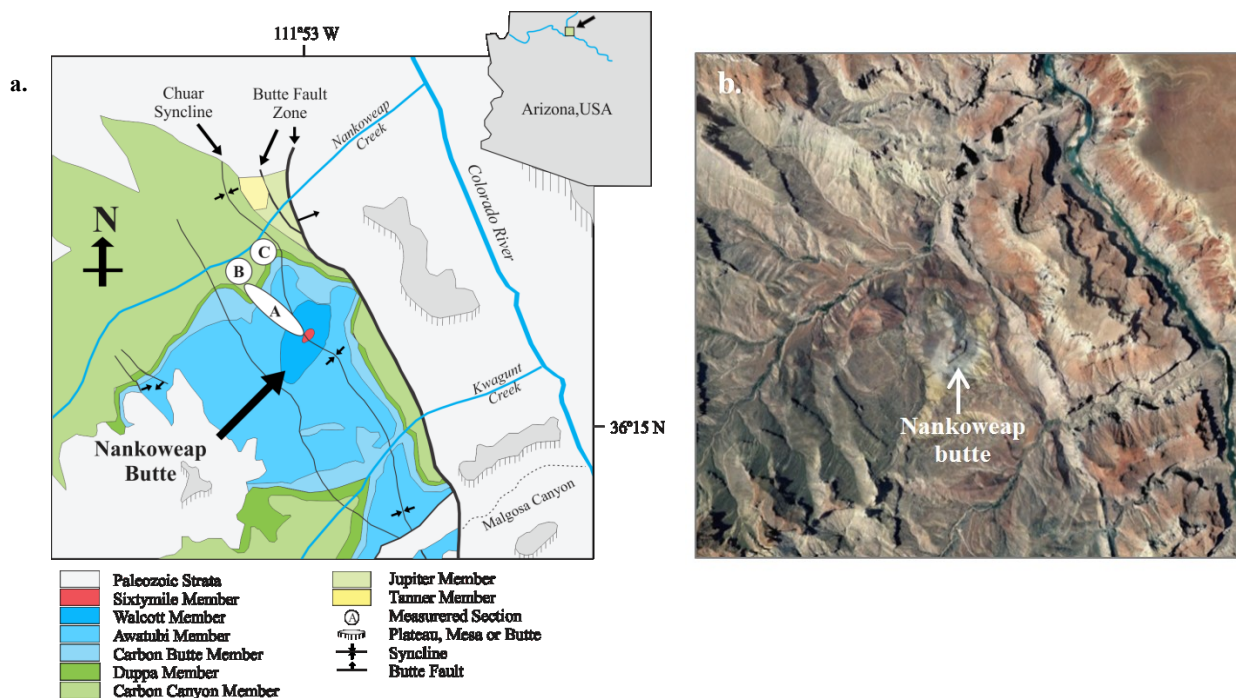 a.
111°53 W
Chuar
Syncline
Butte Fault
Zone
Nankoweap
Creek
Arizona,USA
Colorado River
N
B
C
A
Kwagunt
Creek
Nankoweap
Butte
36°15 N
Malgosa Canyon
Paleozoic Strata
Sixtymile Member
Walcott Member
Awatubi Member
Carbon Butte Member
Duppa Member
Carbon Canyon Member
Jupiter Member
Tanner Member
A
Measurered Section
Plateau, Mesa or Butte
Syncline
Butte Fault
b.
Nankoweap
butte